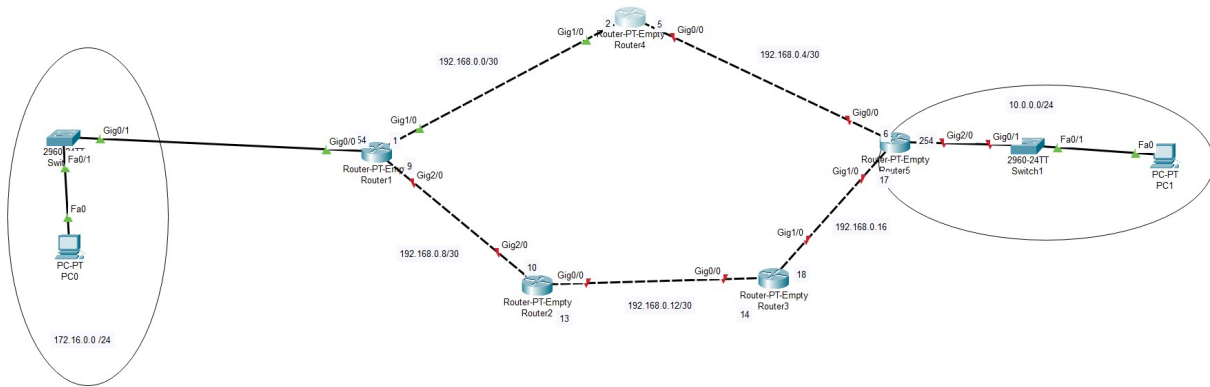 2
5
Gig1/0
Gig0/0
Router-PT-Empty
Router4
192.168.0.0/30
192.168.0.4/30
Gig0/1
2960-24TT
Fa0/1
Fa0
PC-PT
PC0
172.16.0.0 /24
Gig0/0
54
1
Gig1/0
Router1
9
Gig2/0
192.168.0.8/30
Gig2/0
10
Gig0/0
Router-PT-Empty
Router2
13
192.168.0.12/30
Gig0/0
Router-PT-Empty
Router3
14
18
Gig1/0
192.168.0.16
17
Gig1/0
Gig0/0
6
254
Router-PT-Empty
Router5
10.0.0.0/24
Gig2/0
Gig0/1
2960-24TT
Switch1
Fa0/1
Fa0
PC-PT
PC1